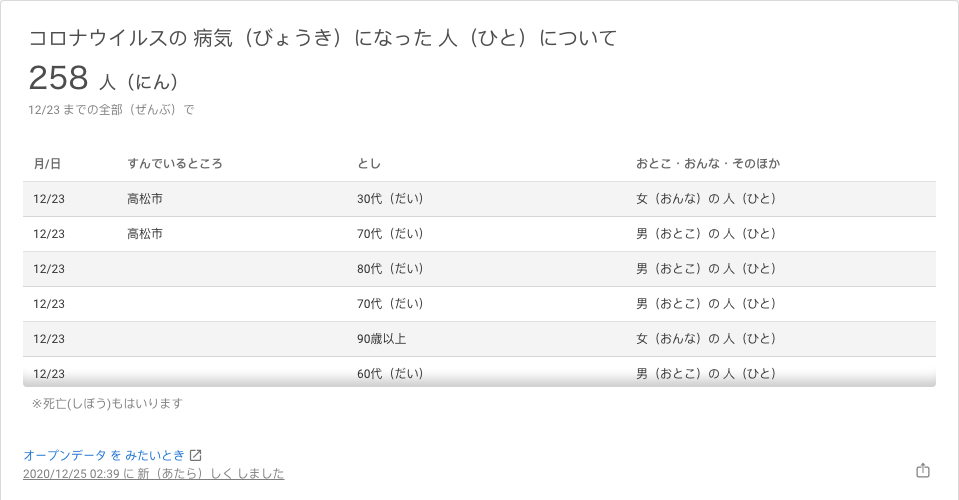 コロナウイルスの 病気（びょうき）になった 人（ひと）について
258 人（にん）
12/23 までの全部（ぜんぶ）で
月/日 すんでいるところ とし おとこ・おんな・そのほか
12/23 高松市 30代（だい） 女（おんな）の 人（ひと）
12/23 高松市 70代（だい） 男（おとこ）の 人（ひと）
12/23 80代（だい） 男（おとこ）の 人（ひと）
12/23 70代（だい） 男（おとこ）の 人（ひと）
12/23 90歳以上 女（おんな）の 人（ひと）
12/23 60代（だい） 男（おとこ）の 人（ひと）
※死亡(しぼう)もはいります
オープンデータ を みたいとき
2020/12/25 02:39 に 新（あたら）しく しました